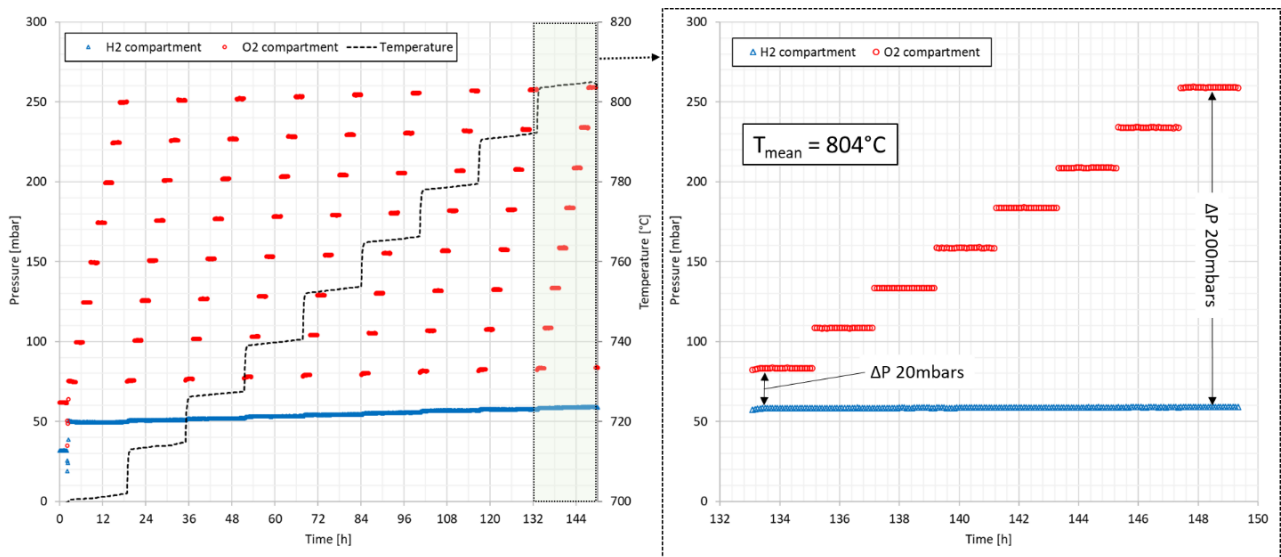 H2 compartment
O2 compartment
Temperature
300
250
200
150
100
50
0
Pressure [mbar]
0 12 24 36 48 60 72 84 96 108 120 132 144
Time [h]
820
800
780
760
740
720
700
Temperature [°C]
H2 compartment
O2 compartment
300
250
200
150
100
50
0
Pressure [mbar]
Tmean = 804°C
ΔP 20mbars
ΔP 200mbars
132 134 136 138 140 142 144 146 148 150
Time [h]